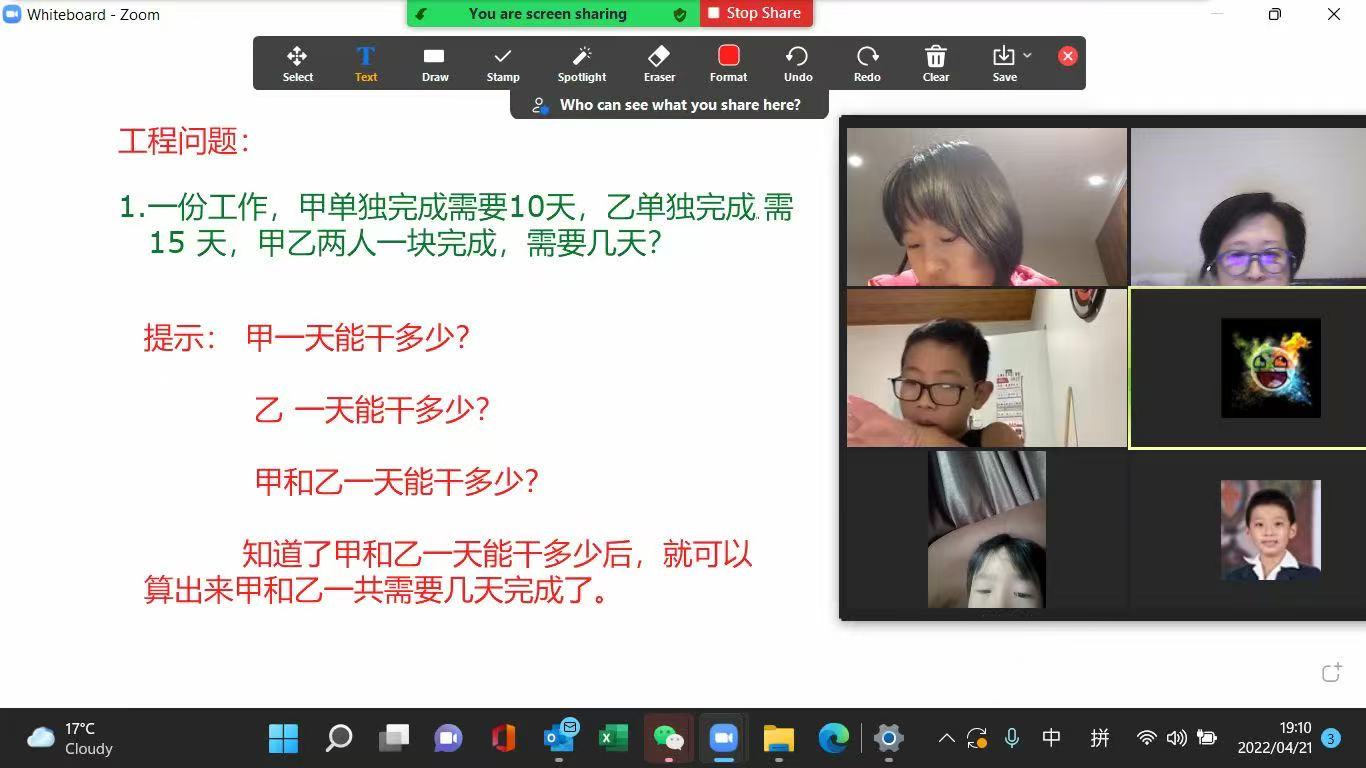 Whiteboard - Zoom
You are screen sharing
Stop Share
Select
Text
Draw
Stamp
Spotlight
Eraser
Format
Undo
Redo
Clear
Save
Who can see what you share here?
工程问题：
1.一份工作，甲单独完成需要10天，乙单独完成 需
15 天，甲乙两人一块完成，需要几天？
提示： 甲一天能干多少？
乙 一天能干多少？
甲和乙一天能干多少？
知道了甲和乙一天能干多少后，就可以
算出来甲和乙一共需要几天完成了。
17°C
Cloudy
中
拼
19:10
2022/04/21
3